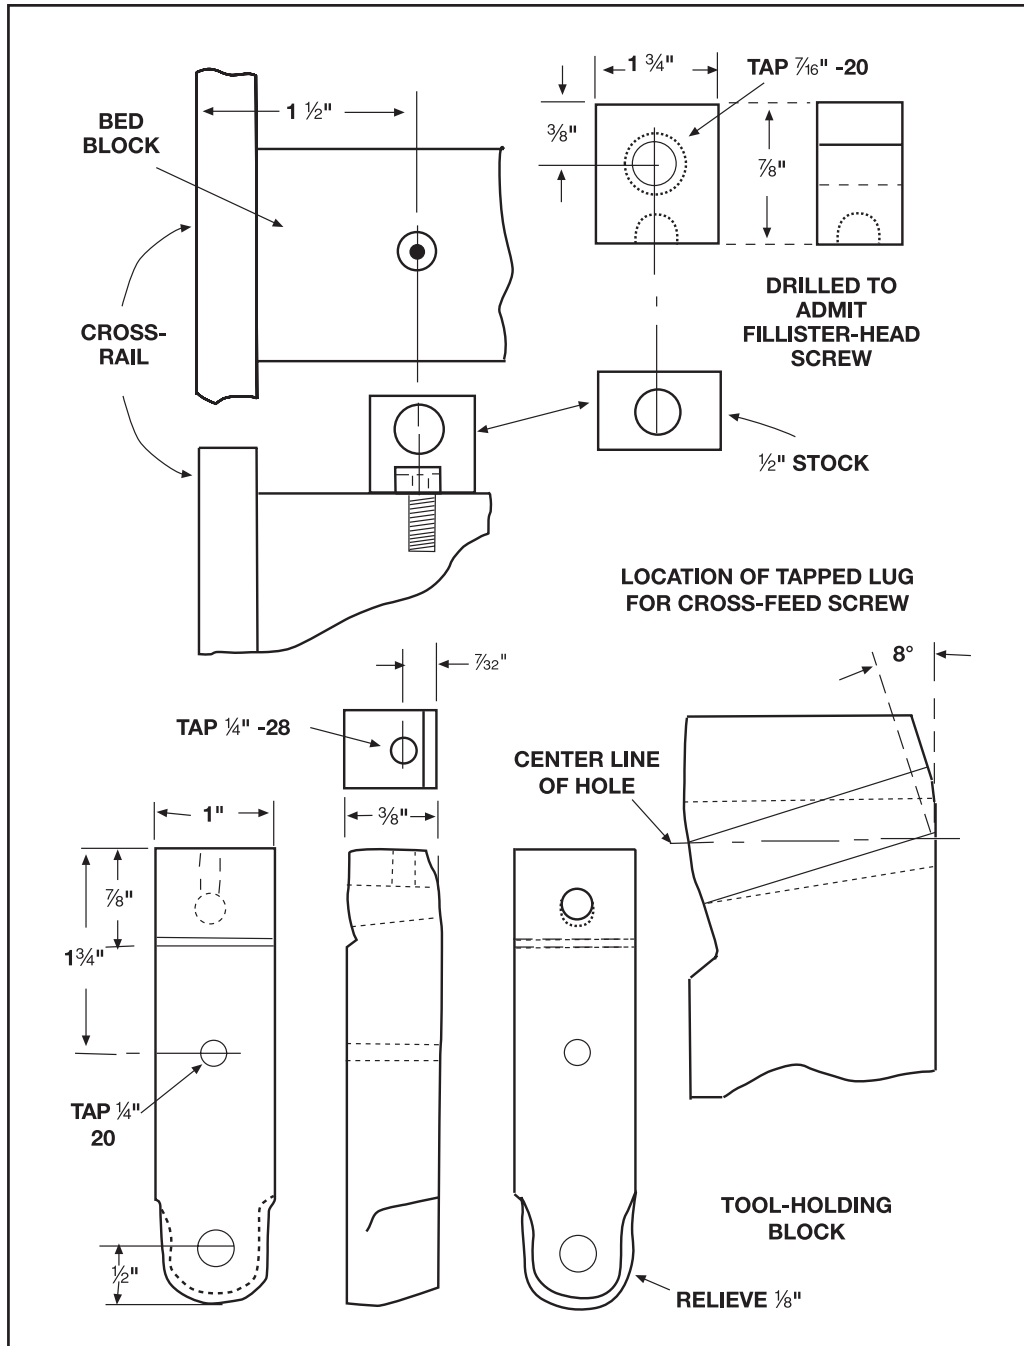 1 ¾"
TAP 7⁄16" -20
BED
BLOCK
1 ½"
⅜"
⅞"
DRILLED TO
ADMIT
FILLISTER-HEAD
SCREW
CROSS-
RAIL
½" STOCK
LOCATION OF TAPPED LUG
FOR CROSS-FEED SCREW
7⁄32"
8°
TAP ¼" -28
CENTER LINE
OF HOLE
1"
⅜"
⅞"
1¾"
TAP ¼"
20
TOOL-HOLDING
BLOCK
½"
RELIEVE ⅛"